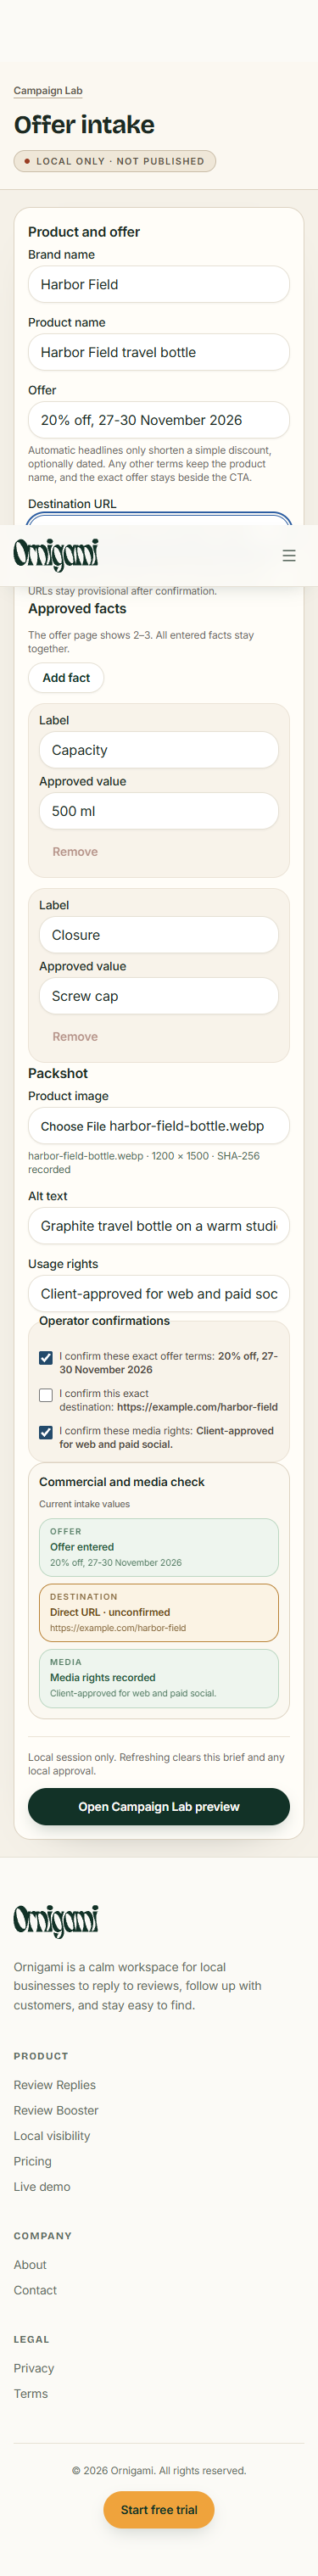 Campaign Lab
Offer intake
LOCAL ONLY · NOT PUBLISHED
Product and offer
Brand name
Harbor Field
Product name
Harbor Field travel bottle
Offer
20% off, 27-30 November 2026
Automatic headlines only shorten a simple discount,
optionally dated. Any other terms keep the product
name, and the exact offer stays beside the CTA.
Destination URL
Ornigami
URLs stay provisional after confirmation.
Approved facts
The offer page shows 2–3. All entered facts stay
together.
Add fact
Label
Capacity
Approved value
500 ml
Remove
Label
Closure
Approved value
Screw cap
Remove
Packshot
Product image
Choose File harbor-field-bottle.webp
harbor-field-bottle.webp · 1200 × 1500 · SHA-256
recorded
Alt text
Graphite travel bottle on a warm studi
Usage rights
Client-approved for web and paid soc
Operator confirmations
I confirm these exact offer terms: 20% off, 27-
30 November 2026
I confirm this exact
destination: https://example.com/harbor-field
I confirm these media rights: Client-approved
for web and paid social.
Commercial and media check
Current intake values
OFFER
Offer entered
20% off, 27-30 November 2026
DESTINATION
Direct URL · unconfirmed
https://example.com/harbor-field
MEDIA
Media rights recorded
Client-approved for web and paid social.
Local session only. Refreshing clears this brief and any
local approval.
Open Campaign Lab preview
Ornigami
Ornigami is a calm workspace for local
businesses to reply to reviews, follow up with
customers, and stay easy to find.
PRODUCT
Review Replies
Review Booster
Local visibility
Pricing
Live demo
COMPANY
About
Contact
LEGAL
Privacy
Terms
© 2026 Ornigami. All rights reserved.
Start free trial